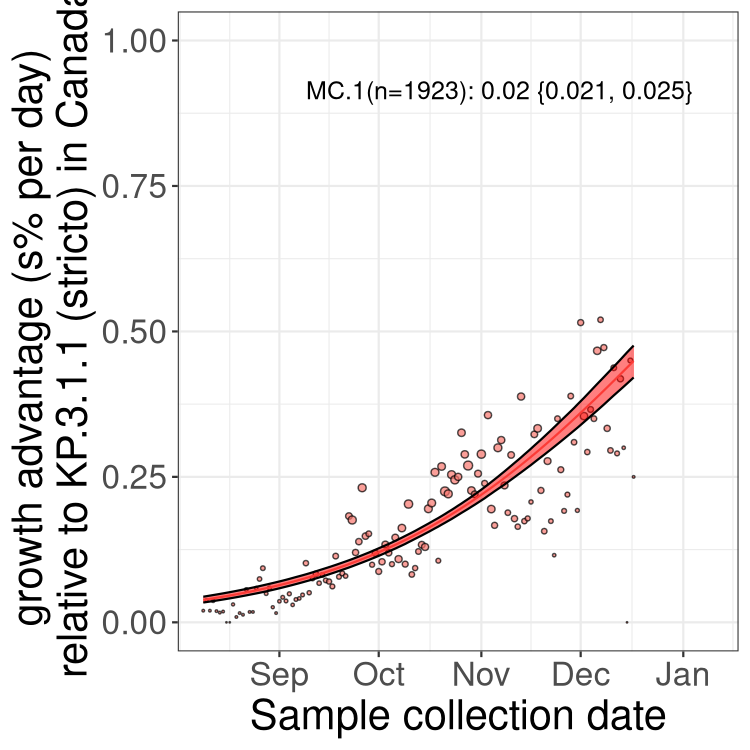 growth advantage (s% per day)
relative to KP.3.1.1 (stricto) in Canada
1.00
0.75
0.50
0.25
0.00
MC.1(n=1923): 0.02 {0.021, 0.025}
Sep Oct Nov Dec Jan
Sample collection date